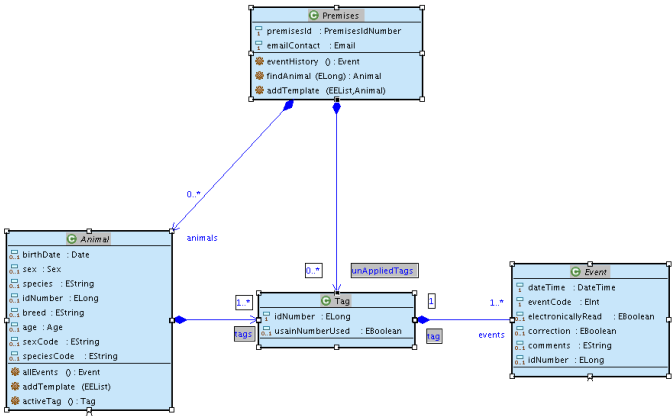 Premises
premisesId : PremisesIdNumber
emailContact : Email
eventHistory () : Event
findAnimal (ELong) : Animal
addTemplate (EEList,Animal)
0..*
animals
0..*
unAppliedTags
Animal
birthDate : Date
sex : Sex
species : EString
idNumber : ELong
breed : EString
age : Age
sexCode : EString
speciesCode : EString
allEvents () : Event
addTemplate (EEList)
activeTag () : Tag
1..*
tags
Tag
idNumber : ELong
usainNumberUsed : EBoolean
1
tag
1..*
events
Event
dateTime : DateTime
eventCode : EInt
electronicallyRead : EBoolean
correction : EBoolean
comments : EString
idNumber : ELong